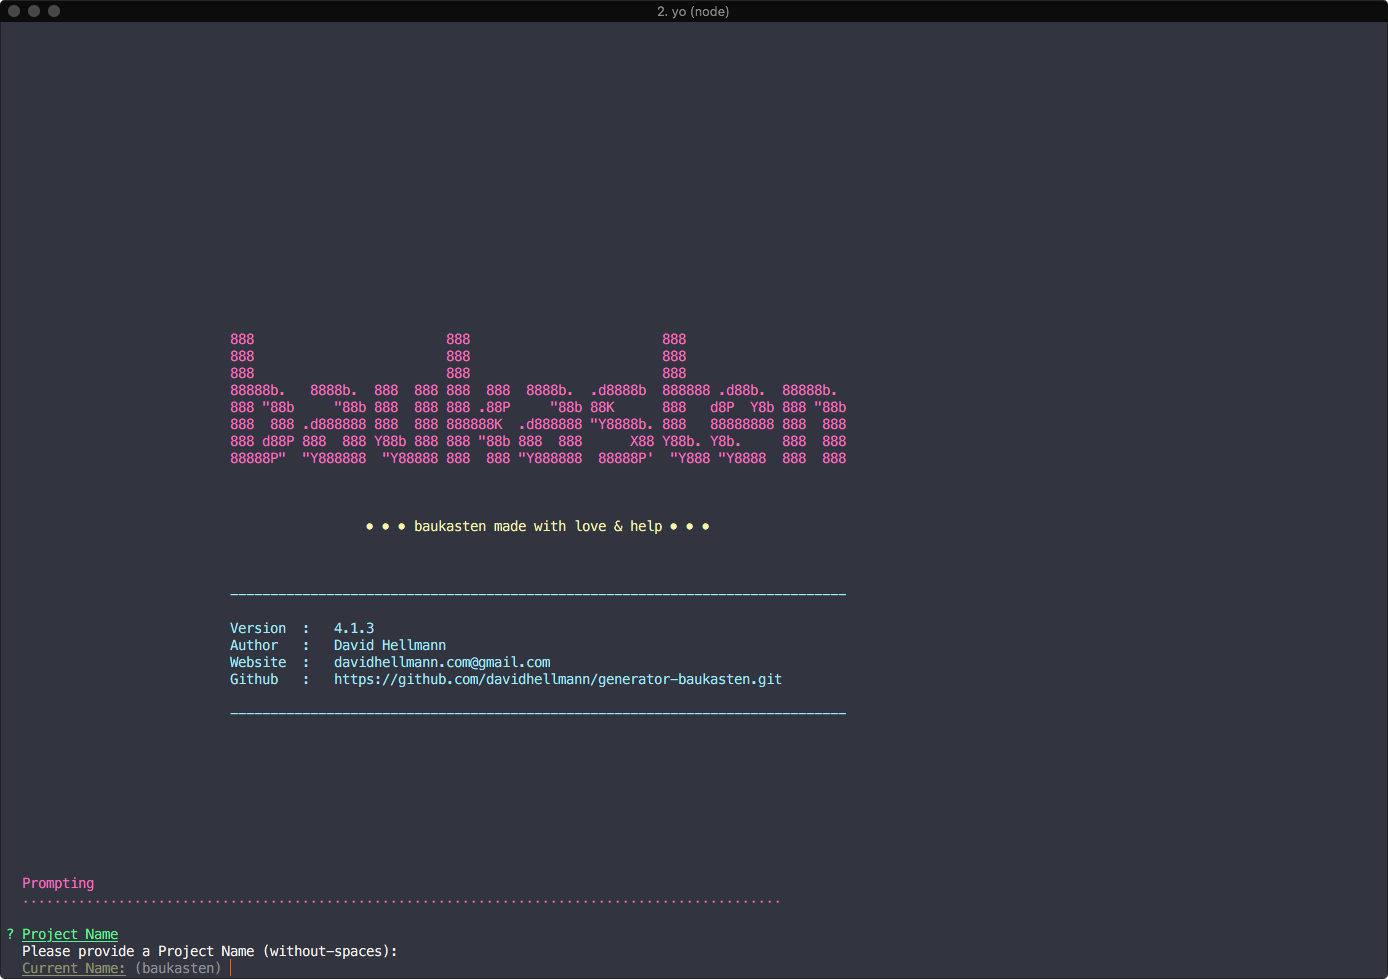 2. yo (node)
888                        888                        888
888                        888                        888
888                        888                        888
88888b.   8888b.  888  888 888  888  8888b.  .d8888b  888888 .d88b.  88888b.
888 "88b     "88b 888  888 888 .88P     "88b 88K      888   d8P  Y8b 888 "88b
888  888 .d888888 888  888 888888K  .d888888 "Y8888b. 888   88888888 888  888
888 d88P 888  888 Y88b 888 888 "88b 888  888      X88 Y88b. Y8b.     888  888
88888P"  "Y888888  "Y88888 888  888 "Y888888  88888P'  "Y888 "Y8888  888  888
● ● ● baukasten made with love & help ● ● ●
Version  :   4.1.3
Author   :   David Hellmann
Website  :   davidhellmann.com@gmail.com
Github   :   https://github.com/davidhellmann/generator-baukasten.git
Prompting
...............................................................................................
? Project Name
Please provide a Project Name (without-spaces):
Current Name: (baukasten)